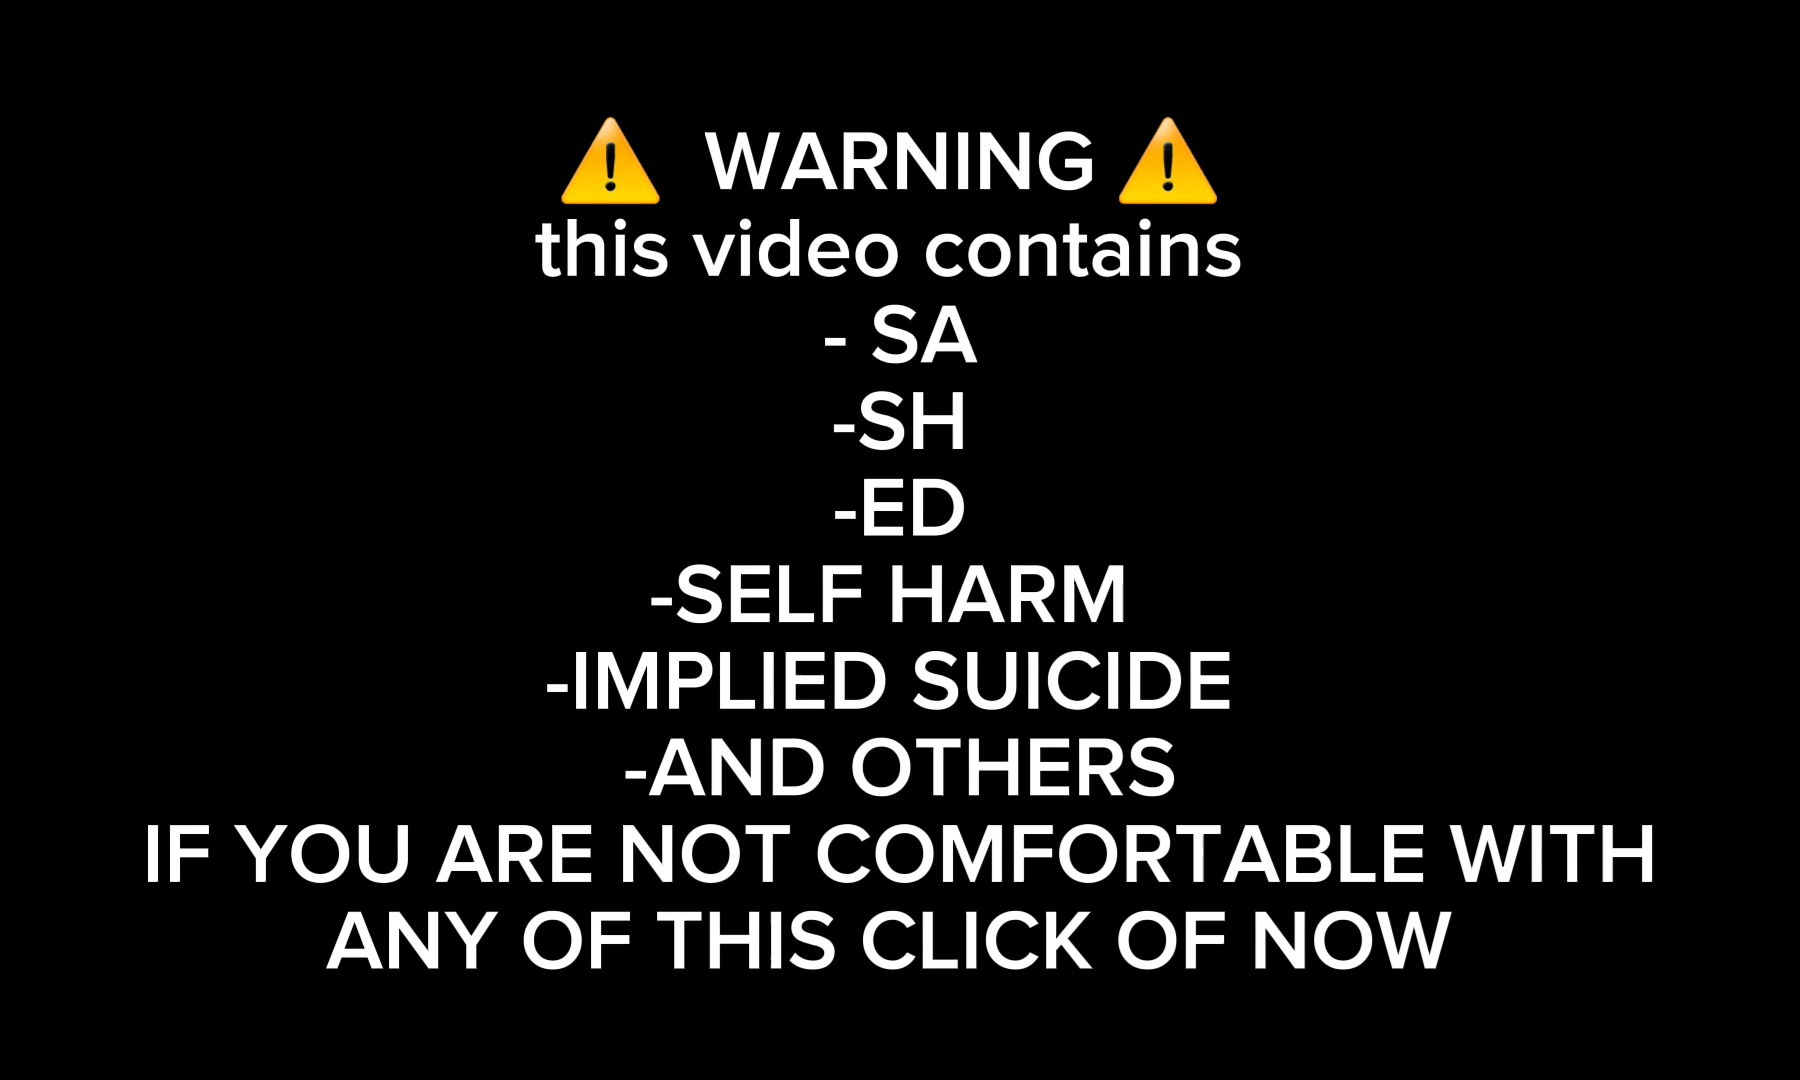 ⚠️ WARNING ⚠️
this video contains
- SA
-SH
-ED
-SELF HARM
-IMPLIED SUICIDE
-AND OTHERS
IF YOU ARE NOT COMFORTABLE WITH
ANY OF THIS CLICK OF NOW